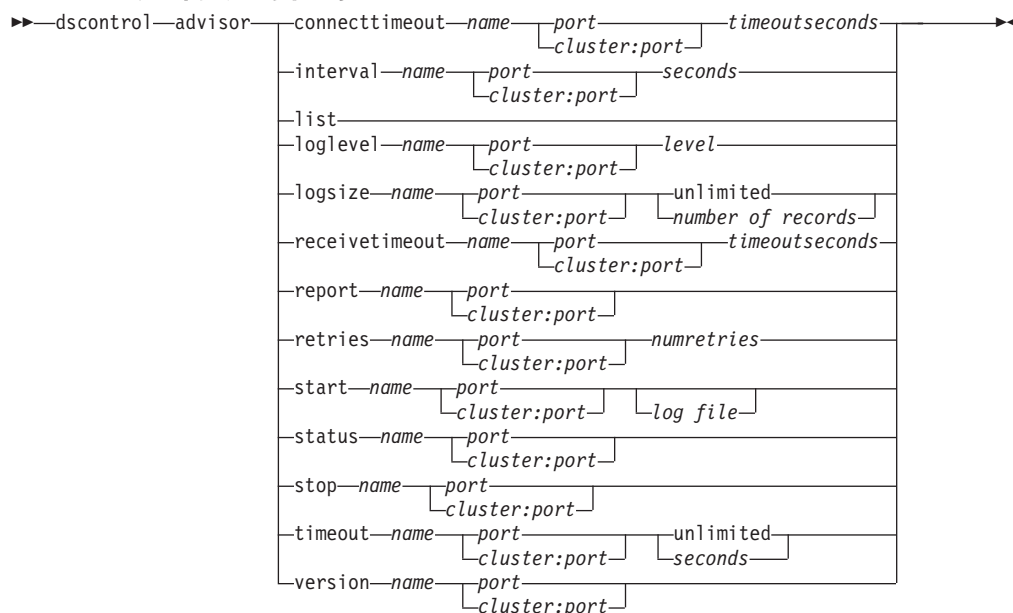 dscontrol advisor connecttimeout name port timeoutseconds
cluster:port
interval name port seconds
cluster:port
list
loglevel name port level
cluster:port
logsize name port unlimited
cluster:port number of records
receivetimeout name port timeoutseconds
cluster:port
report name port
cluster:port
retries name port numretries
cluster:port
start name port
cluster:port log file
status name port
cluster:port
stop name port
cluster:port
timeout name port unlimited
cluster:port seconds
version name port
cluster:port